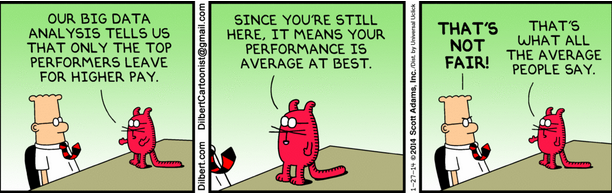 OUR BIG DATA
ANALYSIS TELLS US
THAT ONLY THE TOP
PERFORMERS LEAVE
FOR HIGHER PAY.
Dilbert.com DilbertCartoonist@gmail.com
SINCE YOU'RE STILL
HERE, IT MEANS YOUR
PERFORMANCE IS
AVERAGE AT BEST.
1-27-14 ©2014 Scott Adams, Inc. /Dist. by Universal Uclick
THAT'S
NOT
FAIR!
THAT'S
WHAT ALL
THE AVERAGE
PEOPLE SAY.